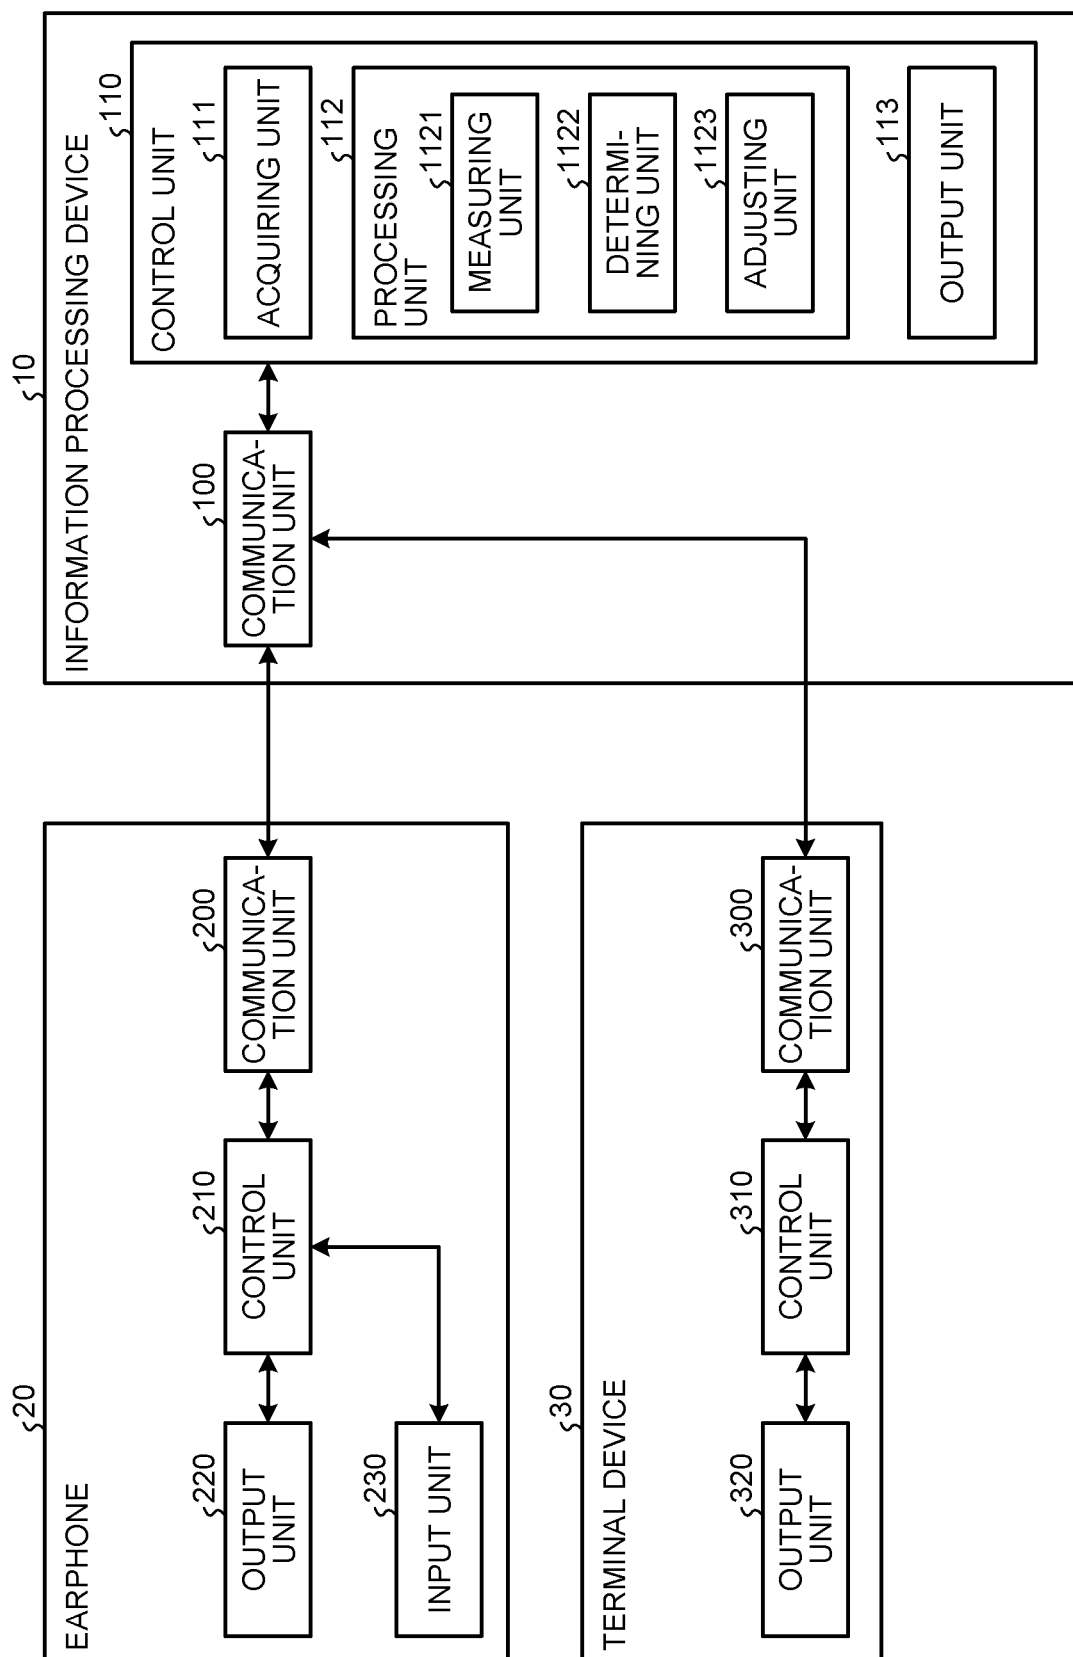 20
EARPHONE
220
OUTPUT
UNIT
210
CONTROL
UNIT
200
COMMUNICA-
TION UNIT
230
INPUT UNIT
30
TERMINAL DEVICE
320
OUTPUT
UNIT
310
CONTROL
UNIT
300
COMMUNICA-
TION UNIT
10
INFORMATION PROCESSING DEVICE
100
COMMUNICA-
TION UNIT
110
CONTROL UNIT
111
ACQUIRING UNIT
112
PROCESSING
UNIT
1121
MEASURING
UNIT
1122
DETERMI-
NING UNIT
1123
ADJUSTING
UNIT
113
OUTPUT UNIT